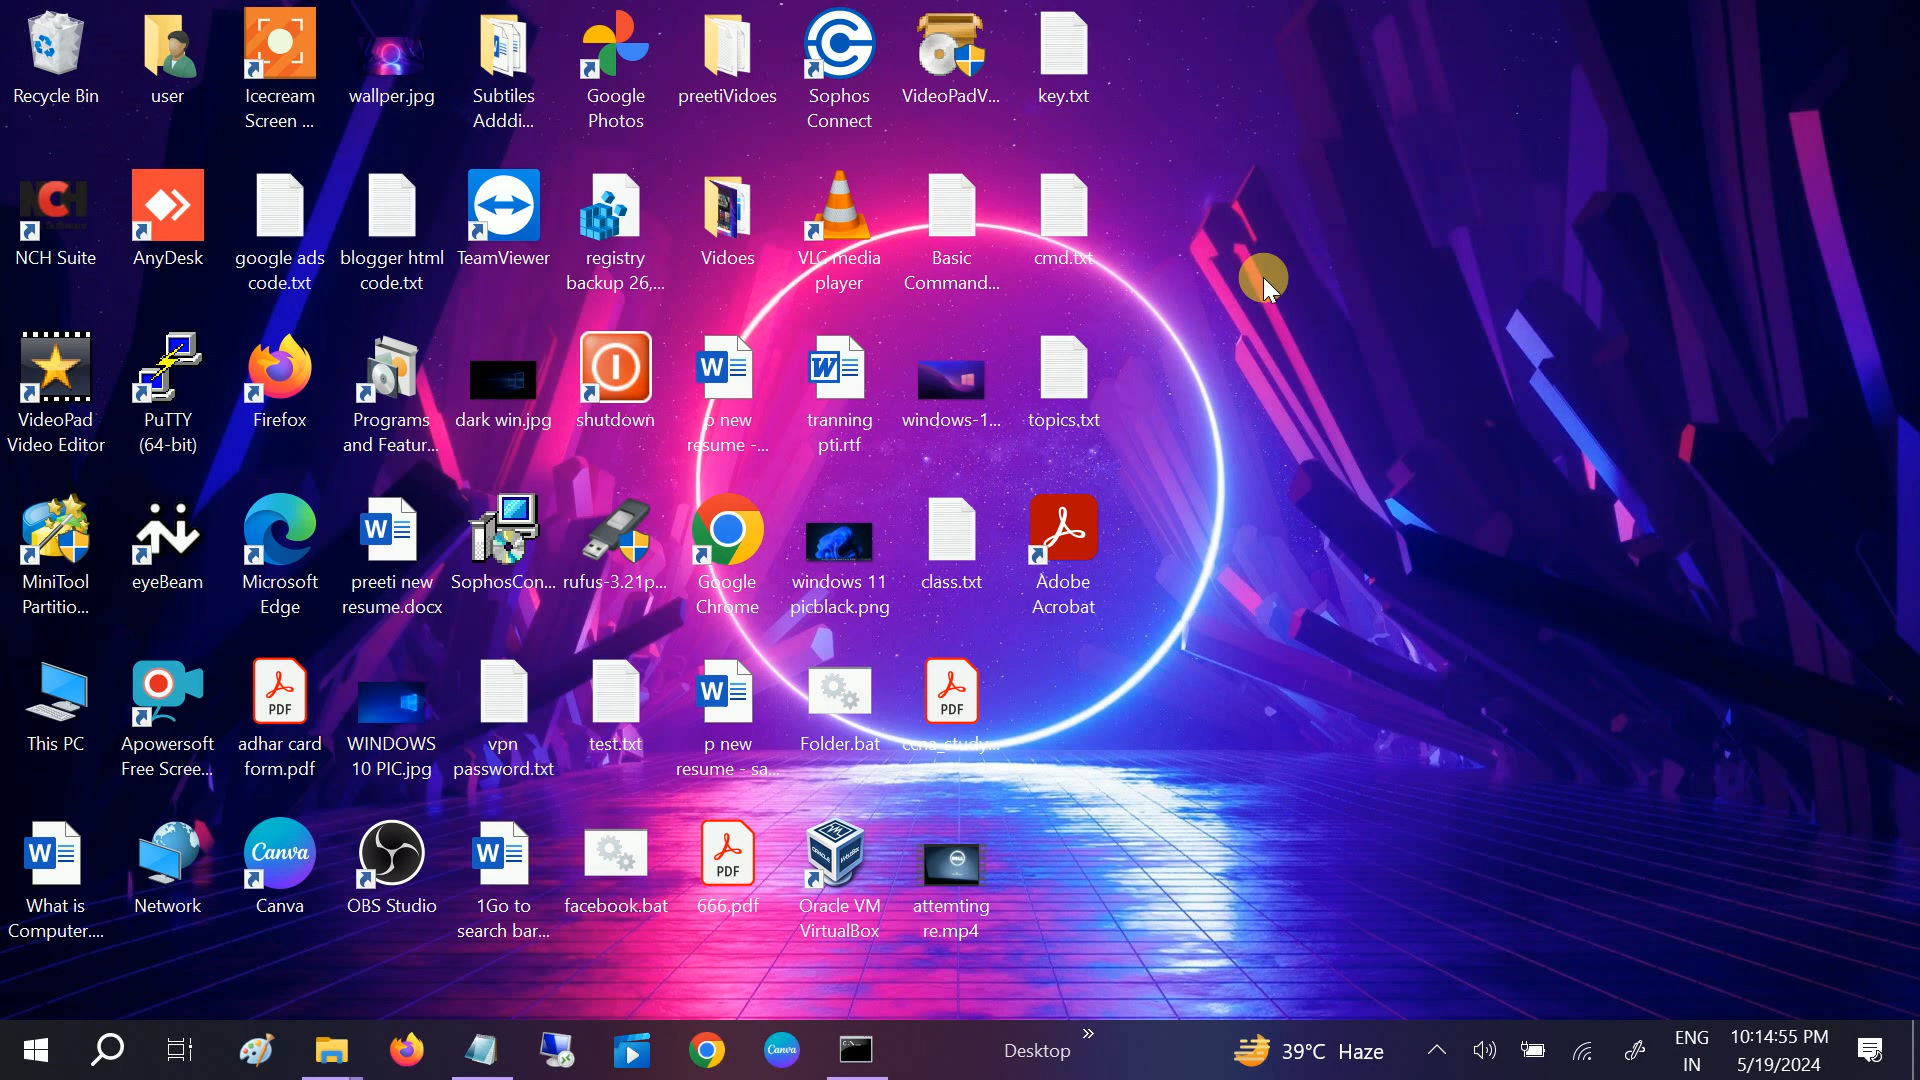 Recycle Bin
user
Icecream
Screen ...
wallper.jpg
Subtiles
Adddi...
Google
Photos
preetiVidoes
Sophos
Connect
VideoPadV...
key.txt
NCH Suite
AnyDesk
google ads
code.txt
blogger html
code.txt
TeamViewer
registry
backup 26,...
Vidoes
VLC media
player
Basic
Command...
cmd.txt
VideoPad
Video Editor
PuTTY
(64-bit)
Firefox
Programs
and Featur...
dark win.jpg
shutdown
p new
resume -...
tranning
pti.rtf
windows-1...
topics.txt
MiniTool
Partitio...
eyeBeam
Microsoft
Edge
preeti new
resume.docx
SophosCon...
rufus-3.21p...
Google
Chrome
windows 11
picblack.png
class.txt
Adobe
Acrobat
This PC
Apowersoft
Free Scree...
PDF
adhar card
form.pdf
WINDOWS
10 PIC.jpg
vpn
password.txt
test.txt
p new
resume - sa...
Folder.bat
PDF
ccna_study...
What is
Computer....
Network
Canva
Canva
OBS Studio
1Go to
search bar...
facebook.bat
PDF
666.pdf
Oracle VM
VirtualBox
attemting
re.mp4
Canva
Desktop
39°C Haze
ENG
IN
10:14:55 PM
5/19/2024